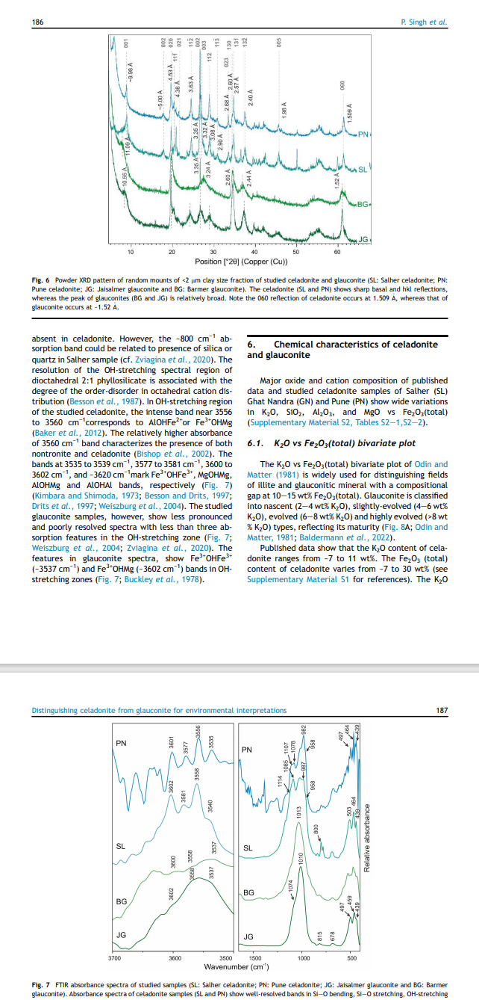 186
P. Singh et al.
001
002
020
021
11̄2
002
003
11̄3
130
131
13̄2
005
111̄
112
023
060
~9.98 Å
~5.00 Å
4.53 Å
4.36 Å
3.63 Å
2.68 Å
2.60 Å
2.57 Å
2.40 Å
1.98 Å
1.509 Å
PN
11.09 Å
3.35 Å
3.32 Å
3.08 Å
2.90 Å
SL
10.55 Å
3.35 Å
3.24 Å
2.60 Å
2.44 Å
1.52 Å
BG
JG
10 20 30 40 50 60
Position [°2θ] (Copper (Cu))
Fig. 6 Powder XRD pattern of random mounts of <2 μm clay size fraction of studied celadonite and glauconite (SL: Salher celadonite; PN:
Pune celadonite; JG: Jaisalmer glauconite and BG: Barmer glauconite). The celadonite (SL and PN) shows sharp basal and hkl reflections,
whereas the peak of glauconites (BG and JG) is relatively broad. Note the 060 reflection of celadonite occurs at 1.509 Å, whereas that of
glauconite occurs at ~1.52 Å.
absent in celadonite. However, the ~800 cm⁻¹ ab-
sorption band could be related to presence of silica or
quartz in Salher sample (cf. Zviagina et al., 2020). The
resolution of the OH-stretching spectral region of
dioctahedral 2:1 phyllosilicate is associated with the
degree of the order-disorder in octahedral cation dis-
tribution (Besson et al., 1987). In OH-stretching region
of the studied celadonite, the intense band near 3556
to 3560 cm⁻¹corresponds to AlOHFe²⁺or Fe³⁺OHMg
(Baker et al., 2012). The relatively higher absorbance
of 3560 cm⁻¹ band characterizes the presence of both
nontronite and celadonite (Bishop et al., 2002). The
bands at 3535 to 3539 cm⁻¹, 3577 to 3581 cm⁻¹, 3600 to
3602 cm⁻¹, and ~3620 cm⁻¹mark Fe³⁺OHFe³⁺, MgOHMg,
AlOHMg and AlOHAl bands, respectively (Fig. 7)
(Kimbara and Shimoda, 1973; Besson and Drits, 1997;
Drits et al., 1997; Weiszburg et al., 2004). The studied
glauconite samples, however, show less pronounced
and poorly resolved spectra with less than three ab-
sorption features in the OH-stretching zone (Fig. 7;
Weiszburg et al., 2004; Zviagina et al., 2020). The
features in glauconite spectra, show Fe³⁺OHFe³⁺
(~3537 cm⁻¹) and Fe³⁺OHMg (~3602 cm⁻¹) bands in OH-
stretching zones (Fig. 7; Buckley et al., 1978).
6. Chemical characteristics of celadonite
and glauconite
Major oxide and cation composition of published
data and studied celadonite samples of Salher (SL)
Ghat Nandra (GN) and Pune (PN) show wide variations
in K₂O, SiO₂, Al₂O₃, and MgO vs Fe₂O₃(total)
(Supplementary Material S2, Tables S2–1,S2–2).
6.1. K₂O vs Fe₂O₃(total) bivariate plot
The K₂O vs Fe₂O₃(total) bivariate plot of Odin and
Matter (1981) is widely used for distinguishing fields
of illite and glauconitic mineral with a compositional
gap at 10–15 wt% Fe₂O₃(total). Glauconite is classified
into nascent (2–4 wt% K₂O), slightly-evolved (4–6 wt%
K₂O), evolved (6–8 wt% K₂O) and highly evolved (>8 wt
% K₂O) types, reflecting its maturity (Fig. 8A; Odin and
Matter, 1981; Baldermann et al., 2022).
Published data show that the K₂O content of cela-
donite ranges from ~7 to 11 wt%. The Fe₂O₃ (total)
content of celadonite varies from ~7 to 30 wt% (see
Supplementary Material S1 for references). The K₂O
Distinguishing celadonite from glauconite for environmental interpretations
187
PN
3601
3577
3556
3535
SL
3602
3581
3558
3540
BG
3600
3558
3537
JG
3602
3558
3537
3700 3600 3500
PN
1107
1078
982
958
497
464
439
SL
1114
1085
987
958
800
503
464
439
BG
1013
JG
1074
1010
815
678
497
459
439
1500 1000 500
Relative absorbance
Wavenumber (cm⁻¹)
Fig. 7 FTIR absorbance spectra of studied samples (SL: Salher celadonite; PN: Pune celadonite; JG: Jaisalmer glauconite and BG: Barmer
glauconite). Absorbance spectra of celadonite samples (SL and PN) show well-resolved bands in Si–O bending, Si–O stretching, OH-stretching